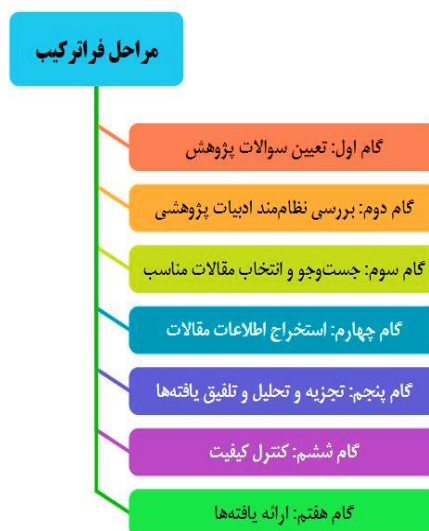 مراحل فراترکیب
گام اول: تعیین سوالات پژوهش
گام دوم: بررسی نظام‌مند ادبیات پژوهشی
گام سوم: جست‌وجو و انتخاب مقالات مناسب
گام چهارم: استخراج اطلاعات مقالات
گام پنجم: تجزیه و تحلیل و تلفیق یافته‌ها
گام ششم: کنترل کیفیت
گام هفتم: ارائه یافته‌ها